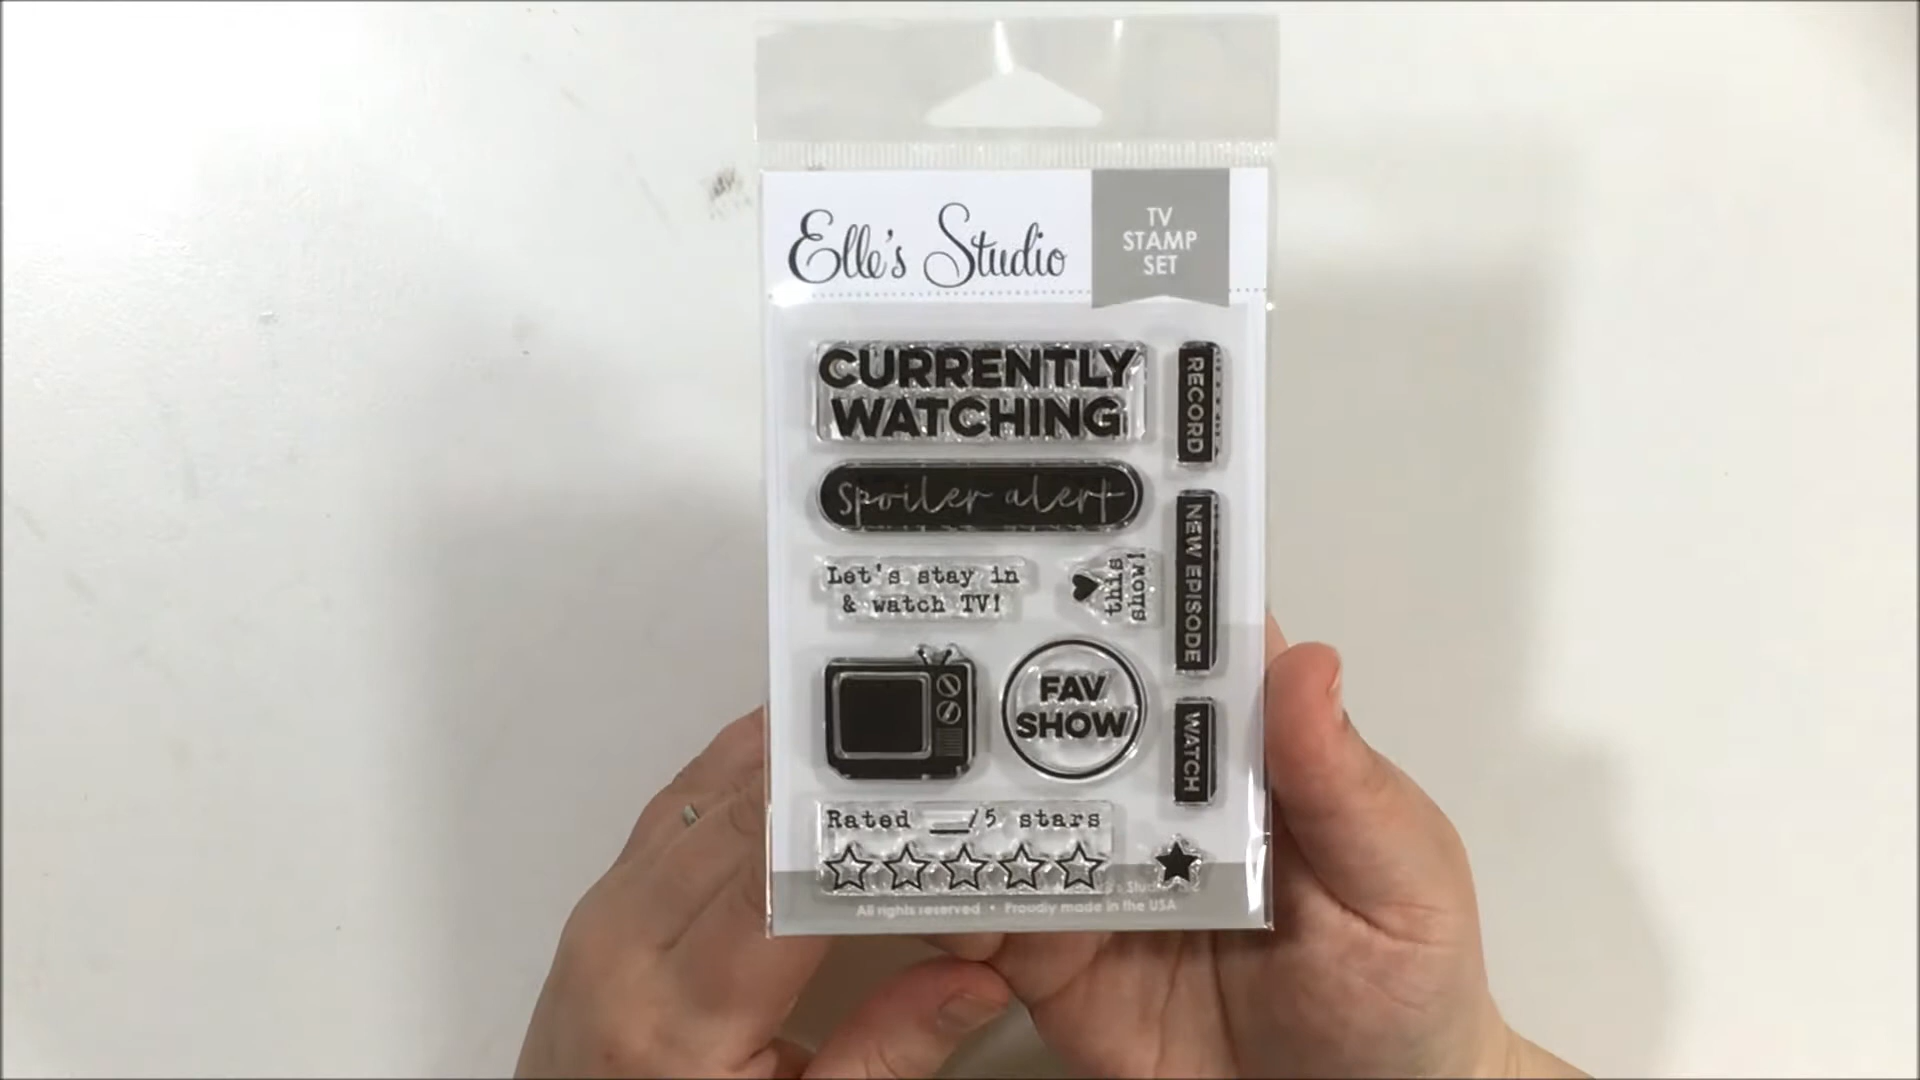 Elle's Studio
TV
STAMP
SET
CURRENTLY
WATCHING
RECORD
spoiler alert
NEW EPISODE
Let's stay in
& watch TV!
this
show!
FAV
SHOW
WATCH
Rated __/5 stars
All rights reserved • Proudly made in the USA